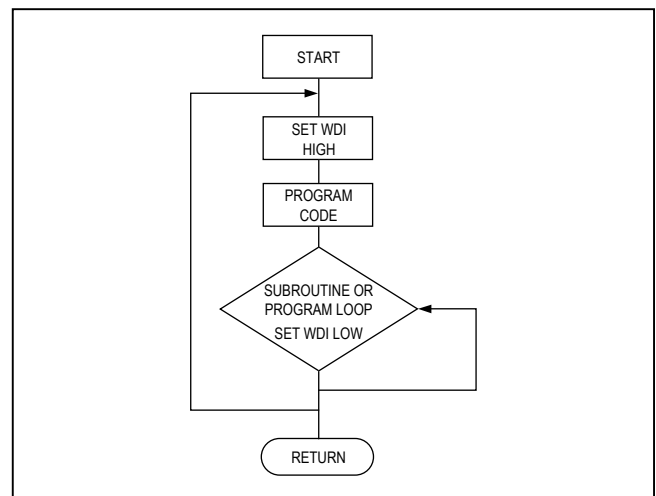 START
SET WDI
HIGH
PROGRAM
CODE
SUBROUTINE OR
PROGRAM LOOP
SET WDI LOW
RETURN